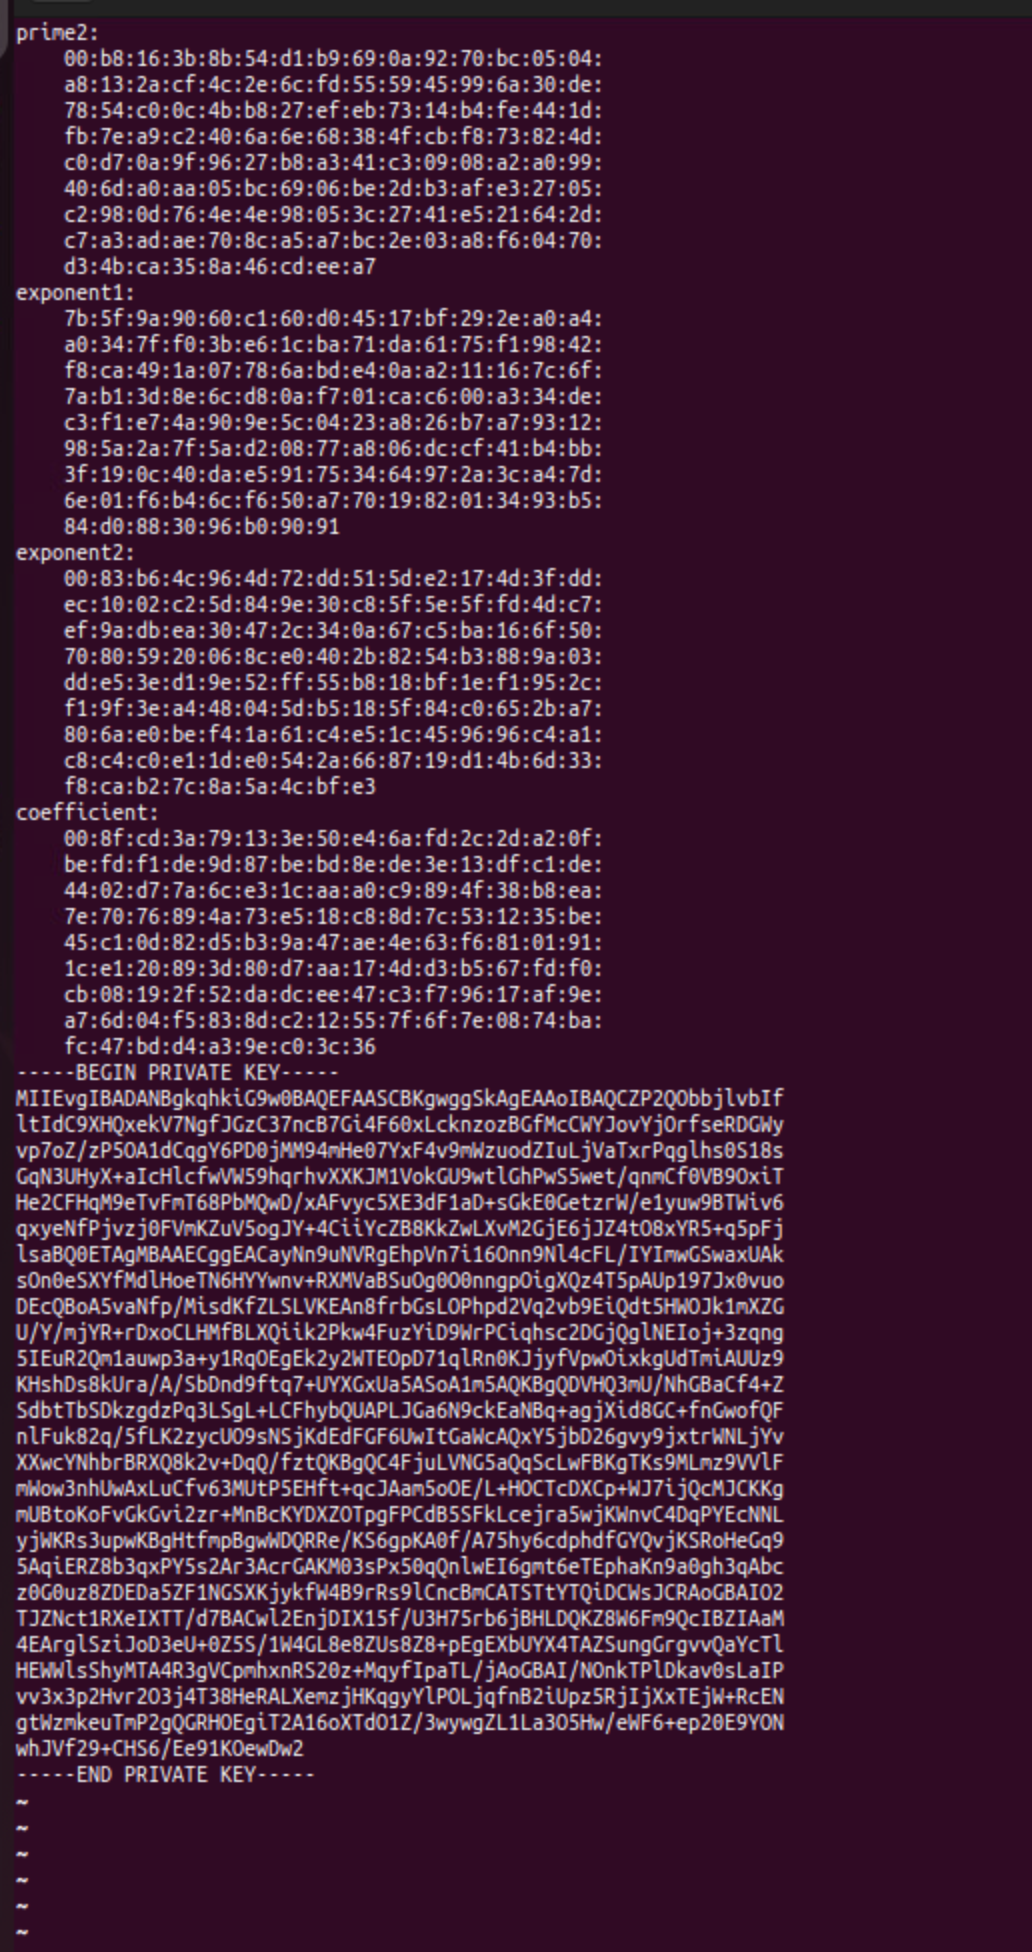 prime2:
00:b8:16:3b:8b:54:d1:b9:69:0a:92:70:bc:05:04:
a8:13:2a:cf:4c:2e:6c:fd:55:59:45:99:6a:30:de:
78:54:c0:0c:4b:b8:27:ef:eb:73:14:b4:fe:44:1d:
fb:7e:a9:c2:40:6a:6e:68:38:4f:cb:f8:73:82:4d:
c0:d7:0a:9f:96:27:b8:a3:41:c3:09:08:a2:a0:99:
40:6d:a0:aa:05:bc:69:06:be:2d:b3:af:e3:27:05:
c2:98:0d:76:4e:4e:98:05:3c:27:41:e5:21:64:2d:
c7:a3:ad:ae:70:8c:a5:a7:bc:2e:03:a8:f6:04:70:
d3:4b:ca:35:8a:46:cd:ee:a7
exponent1:
7b:5f:9a:90:60:c1:60:d0:45:17:bf:29:2e:a0:a4:
a0:34:7f:f0:3b:e6:1c:ba:71:da:61:75:f1:98:42:
f8:ca:49:1a:07:78:6a:bd:e4:0a:a2:11:16:7c:6f:
7a:b1:3d:8e:6c:d8:0a:f7:01:ca:c6:00:a3:34:de:
c3:f1:e7:4a:90:9e:5c:04:23:a8:26:b7:a7:93:12:
98:5a:2a:7f:5a:d2:08:77:a8:06:dc:cf:41:b4:bb:
3f:19:0c:40:da:e5:91:75:34:64:97:2a:3c:a4:7d:
6e:01:f6:b4:6c:f6:50:a7:70:19:82:01:34:93:b5:
84:d0:88:30:96:b0:90:91
exponent2:
00:83:b6:4c:96:4d:72:dd:51:5d:e2:17:4d:3f:dd:
ec:10:02:c2:5d:84:9e:30:c8:5f:5e:5f:fd:4d:c7:
ef:9a:db:ea:30:47:2c:34:0a:67:c5:ba:16:6f:50:
70:80:59:20:06:8c:e0:40:2b:82:54:b3:88:9a:03:
dd:e5:3e:d1:9e:52:ff:55:b8:18:bf:1e:f1:95:2c:
f1:9f:3e:a4:48:04:5d:b5:18:5f:84:c0:65:2b:a7:
80:6a:e0:be:f4:1a:61:c4:e5:1c:45:96:96:c4:a1:
c8:c4:c0:e1:1d:e0:54:2a:66:87:19:d1:4b:6d:33:
f8:ca:b2:7c:8a:5a:4c:bf:e3
coefficient:
00:8f:cd:3a:79:13:3e:50:e4:6a:fd:2c:2d:a2:0f:
be:fd:f1:de:9d:87:be:bd:8e:de:3e:13:df:c1:de:
44:02:d7:7a:6c:e3:1c:aa:a0:c9:89:4f:38:b8:ea:
7e:70:76:89:4a:73:e5:18:c8:8d:7c:53:12:35:be:
45:c1:0d:82:d5:b3:9a:47:ae:4e:63:f6:81:01:91:
1c:e1:20:89:3d:80:d7:aa:17:4d:d3:b5:67:fd:f0:
cb:08:19:2f:52:da:dc:ee:47:c3:f7:96:17:af:9e:
a7:6d:04:f5:83:8d:c2:12:55:7f:6f:7e:08:74:ba:
fc:47:bd:d4:a3:9e:c0:3c:36
-----BEGIN PRIVATE KEY-----
MIIEvgIBADANBgkqhkiG9w0BAQEFAASCBKgwggSkAgEAAoIBAQCZP2QObbjlvbIf
ltIdC9XHQxekV7NgfJGzC37ncB7Gi4F60xLcknzozBGfMcCWYJovYjOrfseRDGWy
vp7oZ/zP5OA1dCqgY6PD0jMM94mHe07YxF4v9mWzuodZIuLjVaTxrPqglhs0S18s
GqN3UHyX+aIcHlcfwVW59hqrhvXXKJM1VokGU9wtlGhPwS5wet/qnmCf0VB9OxiT
He2CFHqM9eTvFmT68PbMQwD/xAFvyc5XE3dF1aD+sGkE0GetzrW/e1yuw9BTWiv6
qxyeNfPjvzj0FVmKZuV5ogJY+4CiiYcZB8KkZwLXvM2GjE6jJZ4tO8xYR5+q5pFj
lsaBQ0ETAgMBAAECggEACayNn9uNVRgEhpVn7i16Onn9Nl4cFL/IYImwGSwaxUAk
sOn0eSXYfMdlHoeTN6HYYwnv+RXMVaBSuOg0O0nngpOigXQz4T5pAUp197Jx0vuo
DEcQBoA5vaNfp/MisdKfZLSLVKEAn8frbGsLOPhpd2Vq2vb9EiQdt5HWOJk1mXZG
U/Y/mjYR+rDxoCLHMfBLXQiik2Pkw4FuzYiD9WrPCiqhsc2DGjQglNEIoj+3zqng
5IEuR2Qm1auwp3a+y1RqOEgEk2y2WTEOpD71qlRn0KJjyfVpwOixkgUdTmiAUUz9
KHshDs8kUra/A/SbDnd9ftq7+UYXGxUa5ASoA1m5AQKBgQDVHQ3mU/NhGBaCf4+Z
SdbtTbSDkzgdzPq3LSgL+LCFhybQUAPLJGa6N9ckEaNBq+agjXid8GC+fnGwofQF
nlFuk82q/5fLK2zycUO9sNSjKdEdFGF6UwItGaWcAQxY5jbD26gvy9jxtrWNLjYv
XXwcYNhbrBRXQ8k2v+DqQ/fztQKBgQC4FjuLVNG5aQqScLwFBKgTKs9MLmz9VVlF
mWow3nhUwAxLuCfv63MUtP5EHft+qcJAam5oOE/L+HOCTcDXCp+WJ7ijQcMJCKKg
mUBtoKoFvGkGvi2zr+MnBcKYDXZOTpgFPCdB5SFkLcejra5wjKWnvC4DqPYEcNNL
yjWKRs3upwKBgHtfmpBgwWDQRRe/KS6gpKA0f/A75hy6cdphdfGYQvjKSRoHeGq9
5AqiERZ8b3qxPY5s2Ar3AcrGAKM03sPx50qQnlwEI6gmt6eTEphaKn9a0gh3qAbc
z0G0uz8ZDEDa5ZF1NGSXKjykfW4B9rRs9lCncBmCATSTtYTQiDCWsJCRAoGBAIO2
TJZNct1RXeIXTT/d7BACwl2EnjDIX15f/U3H75rb6jBHLDQKZ8W6Fm9QcIBZIAaM
4EArglSziJoD3eU+0Z5S/1W4GL8e8ZUs8Z8+pEgEXbUYX4TAZSungGrgvvQaYcTl
HEWWlsShyMTA4R3gVCpmhxnRS20z+MqyfIpaTL/jAoGBAI/NOnkTPlDkav0sLaIP
vv3x3p2Hvr2O3j4T38HeRALXemzjHKqgyYlPOLjqfnB2iUpz5RjIjXxTEjW+RcEN
gtWzmkeuTmP2gQGRHOEgiT2A16oXTdO1Z/3wywgZL1La3O5Hw/eWF6+ep20E9YON
whJVf29+CHS6/Ee91KOewDw2
-----END PRIVATE KEY-----
~
~
~
~
~
~